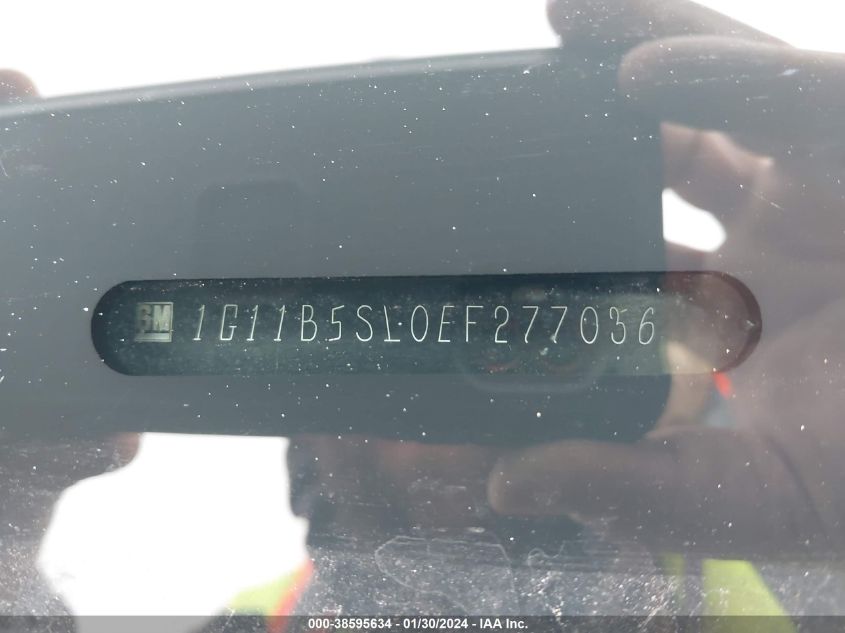 GM 1G11B5SL0EF277036
000-38595634 - 01/30/2024 - IAA Inc.